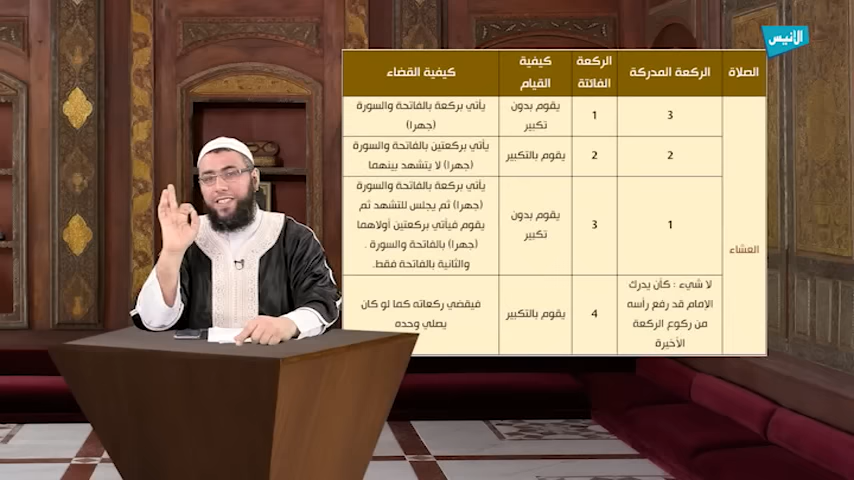 الأنيس
الصلاة
الركعة المدركة
الركعة
الفائتة
كيفية
القيام
كيفية القضاء
العشاء
3
1
يقوم بدون
تكبير
يأتي بركعة بالفاتحة والسورة
(جهرا)
2
2
يقوم بالتكبير
يأتي بركعتين بالفاتحة والسورة
(جهرا) لا يتشهد بينهما
1
3
يقوم بدون
تكبير
يأتي بركعة بالفاتحة والسورة
(جهرا) ثم يجلس للتشهد ثم
يقوم فيأتي بركعتين أولاهما
(جهرا) بالفاتحة والسورة .
والثانية بالفاتحة فقط.
لا شيء : كأن يدرك
الإمام قد رفع رأسه
من ركوع الركعة
الأخيرة
4
يقوم بالتكبير
فيقضي ركعاته كما لو كان
يصلي وحده